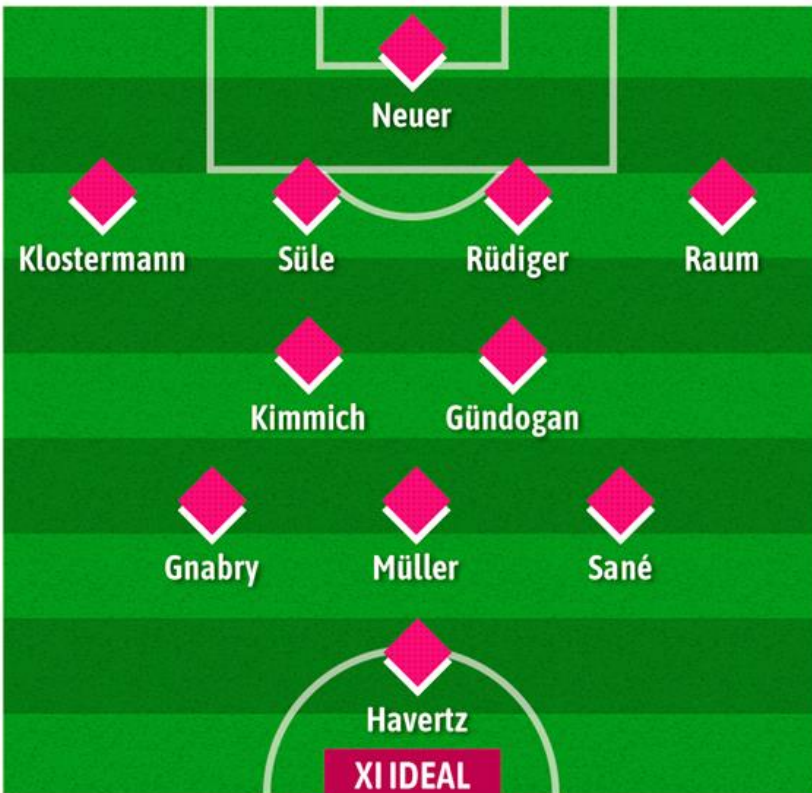 Neuer
Klostermann Süle Rüdiger Raum
Kimmich Gündogan
Gnabry Müller Sané
Havertz
XI IDEAL